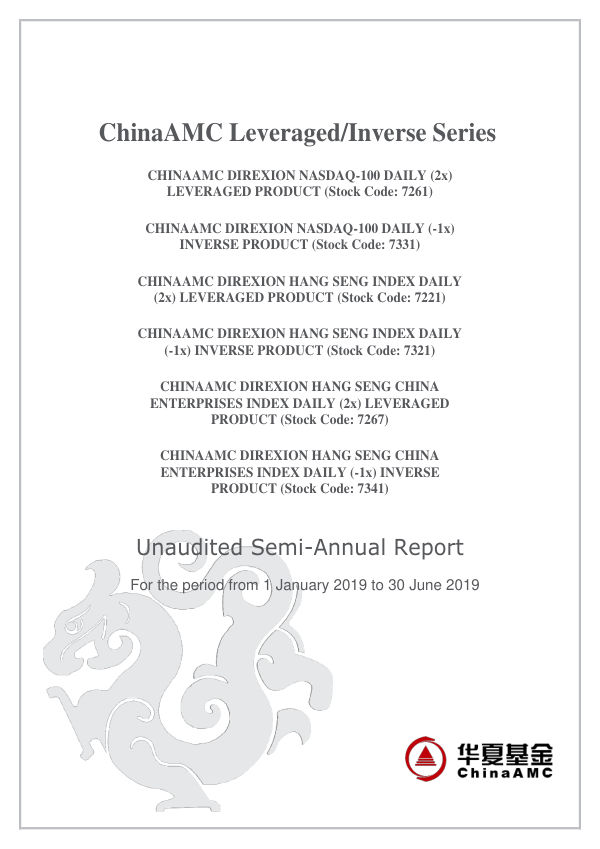 ChinaAMC Leveraged/Inverse Series
CHINAAMC DIREXION NASDAQ-100 DAILY (2x)
LEVERAGED PRODUCT (Stock Code: 7261)
CHINAAMC DIREXION NASDAQ-100 DAILY (-1x)
INVERSE PRODUCT (Stock Code: 7331)
CHINAAMC DIREXION HANG SENG INDEX DAILY
(2x) LEVERAGED PRODUCT (Stock Code: 7221)
CHINAAMC DIREXION HANG SENG INDEX DAILY
(-1x) INVERSE PRODUCT (Stock Code: 7321)
CHINAAMC DIREXION HANG SENG CHINA
ENTERPRISES INDEX DAILY (2x) LEVERAGED
PRODUCT (Stock Code: 7267)
CHINAAMC DIREXION HANG SENG CHINA
ENTERPRISES INDEX DAILY (-1x) INVERSE
PRODUCT (Stock Code: 7341)
Unaudited Semi-Annual Report
For the period from 1 January 2019 to 30 June 2019
华夏基金
ChinaAMC